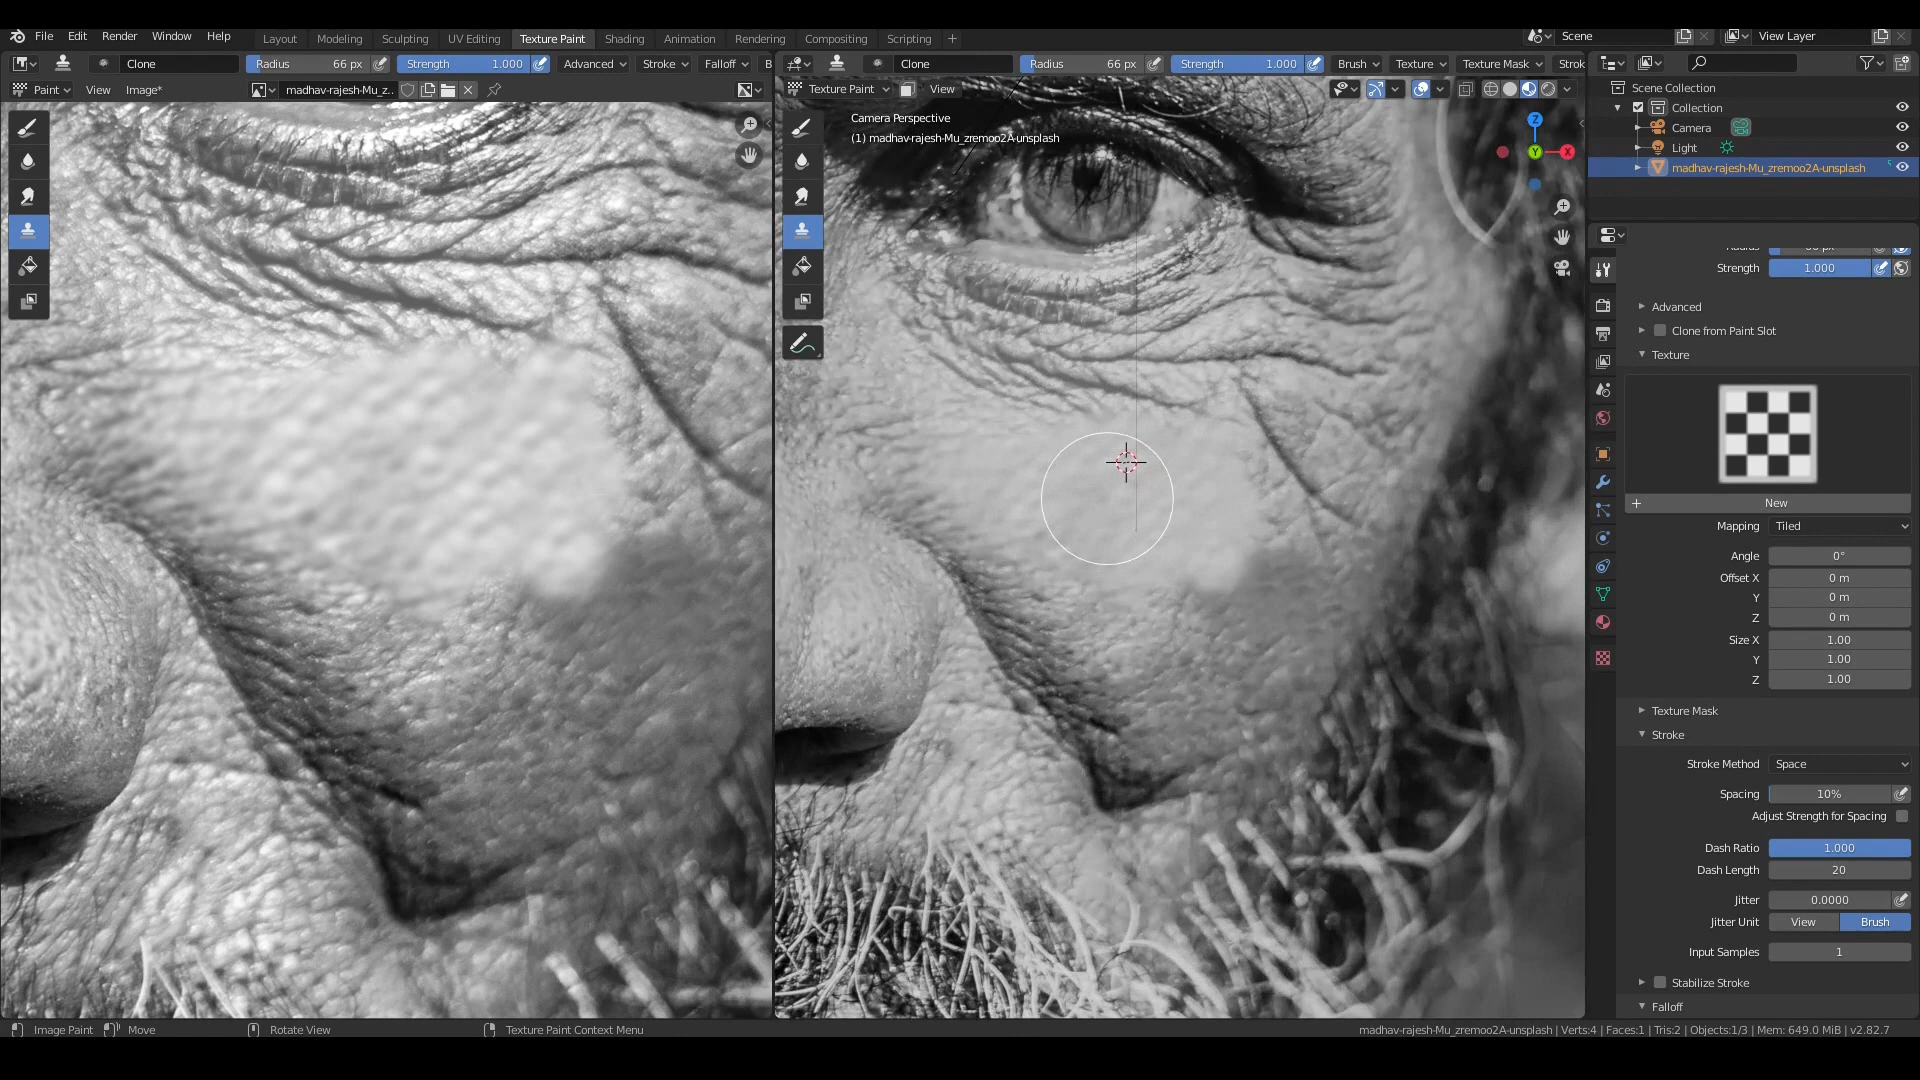 File Edit Render Window Help Layout Modeling Sculpting UV Editing Texture Paint Shading Animation Rendering Compositing Scripting + Scene View Layer
Clone Radius 66 px Strength 1.000 Advanced Stroke Falloff B
Clone Radius 66 px Strength 1.000 Brush Texture Texture Mask Strok
Paint View Image* madhav-rajesh-Mu_z..
Texture Paint View
Camera Perspective
(1) madhav-rajesh-Mu_zremoo2A-unsplash
Z
Y
X
Scene Collection
Collection
Camera
Light
madhav-rajesh-Mu_zremoo2A-unsplash
Strength 1.000
Advanced
Clone from Paint Slot
Texture
+ New
Mapping Tiled
Angle 0°
Offset X 0 m
Y 0 m
Z 0 m
Size X 1.00
Y 1.00
Z 1.00
Texture Mask
Stroke
Stroke Method Space
Spacing 10%
Adjust Strength for Spacing
Dash Ratio 1.000
Dash Length 20
Jitter 0.0000
Jitter Unit View Brush
Input Samples 1
Stabilize Stroke
Falloff
Image Paint Move Rotate View Texture Paint Context Menu
madhav-rajesh-Mu_zremoo2A-unsplash | Verts:4 | Faces:1 | Tris:2 | Objects:1/3 | Mem: 649.0 MiB | v2.82.7